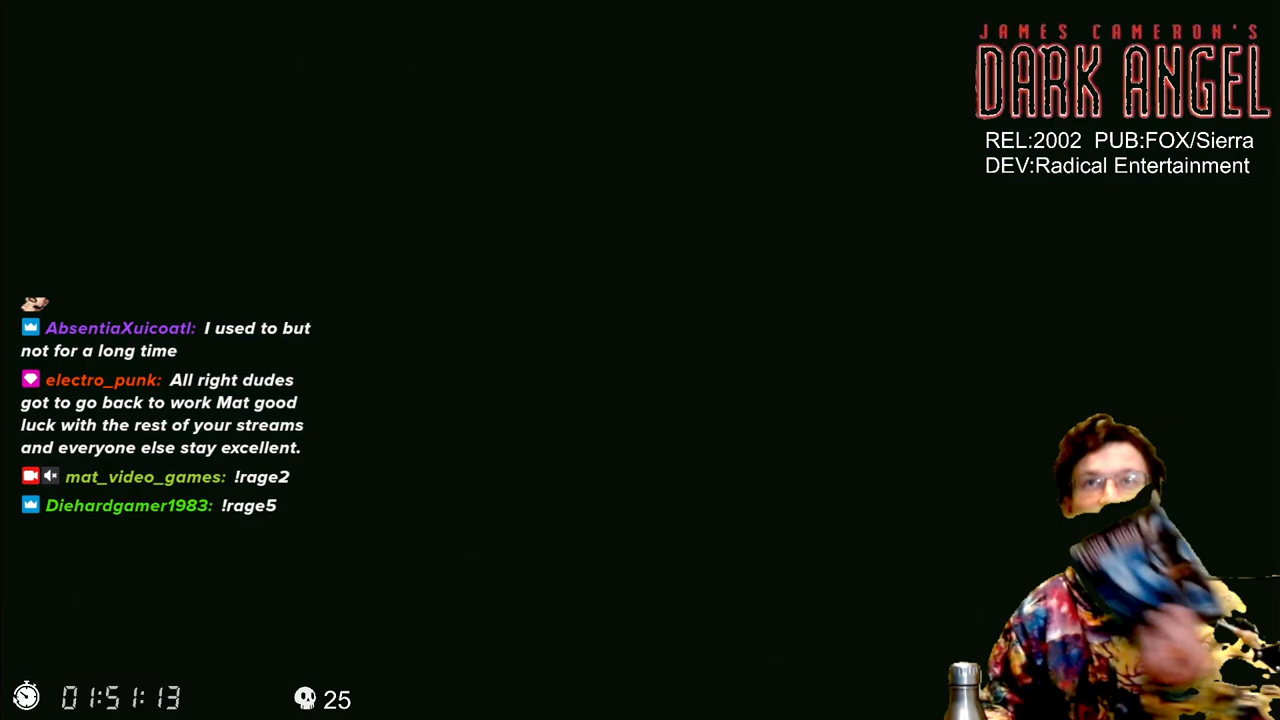 JAMES CAMERON'S
DARK ANGEL
REL:2002 PUB:FOX/Sierra
DEV:Radical Entertainment
AbsentiaXuicoatl: I used to but
not for a long time
electro_punk: All right dudes
got to go back to work Mat good
luck with the rest of your streams
and everyone else stay excellent.
mat_video_games: !rage2
Diehardgamer1983: !rage5
01:51:13
25